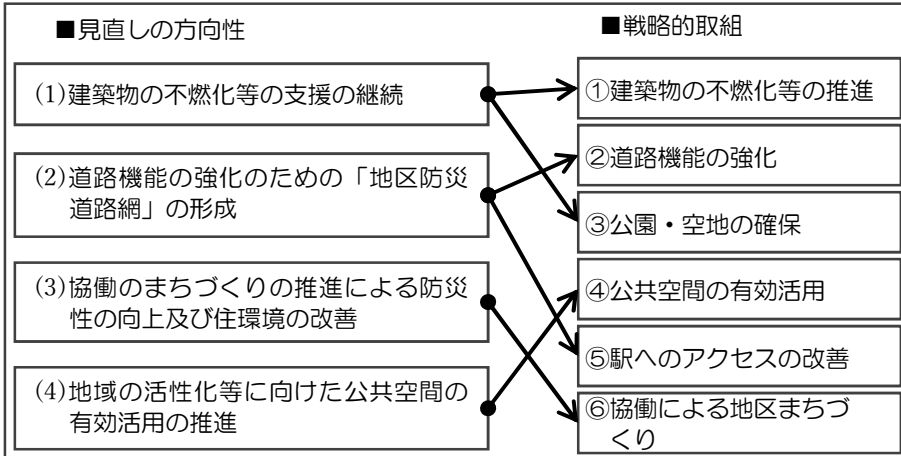 ■見直しの方向性
(1)建築物の不燃化等の支援の継続
(2)道路機能の強化のための「地区防災
道路網」の形成
(3)協働のまちづくりの推進による防災
性の向上及び住環境の改善
(4)地域の活性化等に向けた公共空間の
有効活用の推進
■戦略的取組
①建築物の不燃化等の推進
②道路機能の強化
③公園・空地の確保
④公共空間の有効活用
⑤駅へのアクセスの改善
⑥協働による地区まちづ
くり